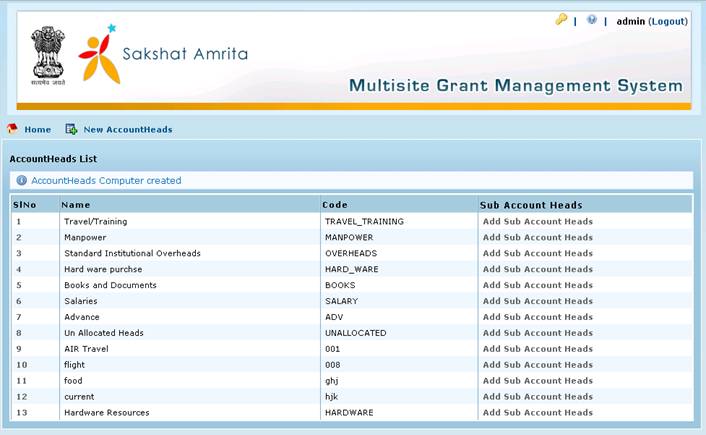 admin (Logout)
सत्यमेव जयते
Sakshat Amrita
Multisite Grant Management System
Home New AccountHeads
AccountHeads List
AccountHeads Computer created
SlNo Name Code Sub Account Heads
1 Travel/Training TRAVEL_TRAINING Add Sub Account Heads
2 Manpower MANPOWER Add Sub Account Heads
3 Standard Institutional Overheads OVERHEADS Add Sub Account Heads
4 Hard ware purchse HARD_WARE Add Sub Account Heads
5 Books and Documents BOOKS Add Sub Account Heads
6 Salaries SALARY Add Sub Account Heads
7 Advance ADV Add Sub Account Heads
8 Un Allocated Heads UNALLOCATED Add Sub Account Heads
9 AIR Travel 001 Add Sub Account Heads
10 flight 008 Add Sub Account Heads
11 food ghj Add Sub Account Heads
12 current hjk Add Sub Account Heads
13 Hardware Resources HARDWARE Add Sub Account Heads